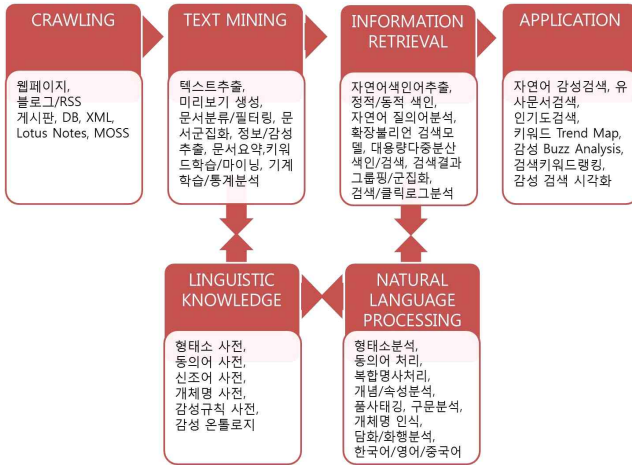 CRAWLING
웹페이지,
블로그/RSS
게시판, DB, XML,
Lotus Notes, MOSS
TEXT MINING
텍스트추출,
미리보기 생성,
문서분류/필터링, 문
서군집화, 정보/감성
추출, 문서요약,키워
드학습/마이닝, 기계
학습/통계분석
INFORMATION
RETRIEVAL
자연어색인어추출,
정적/동적 색인,
자연어 질의어분석,
확장불리언 검색모
델, 대용량다중분산
색인/검색, 검색결과
그룹핑/군집화,
검색/클릭로그분석
APPLICATION
자연어 감성검색, 유
사문서검색,
인기도검색,
키워드 Trend Map,
감성 Buzz Analysis,
검색키워드랭킹,
감성 검색 시각화
LINGUISTIC
KNOWLEDGE
형태소 사전,
동의어 사전,
신조어 사전,
개체명 사전,
감성규칙 사전,
감성 온톨로지
NATURAL
LANGUAGE
PROCESSING
형태소분석,
동의어 처리,
복합명사처리,
개념/속성분석,
품사태깅, 구문분석,
개체명 인식,
담화/화행분석,
한국어/영어/중국어